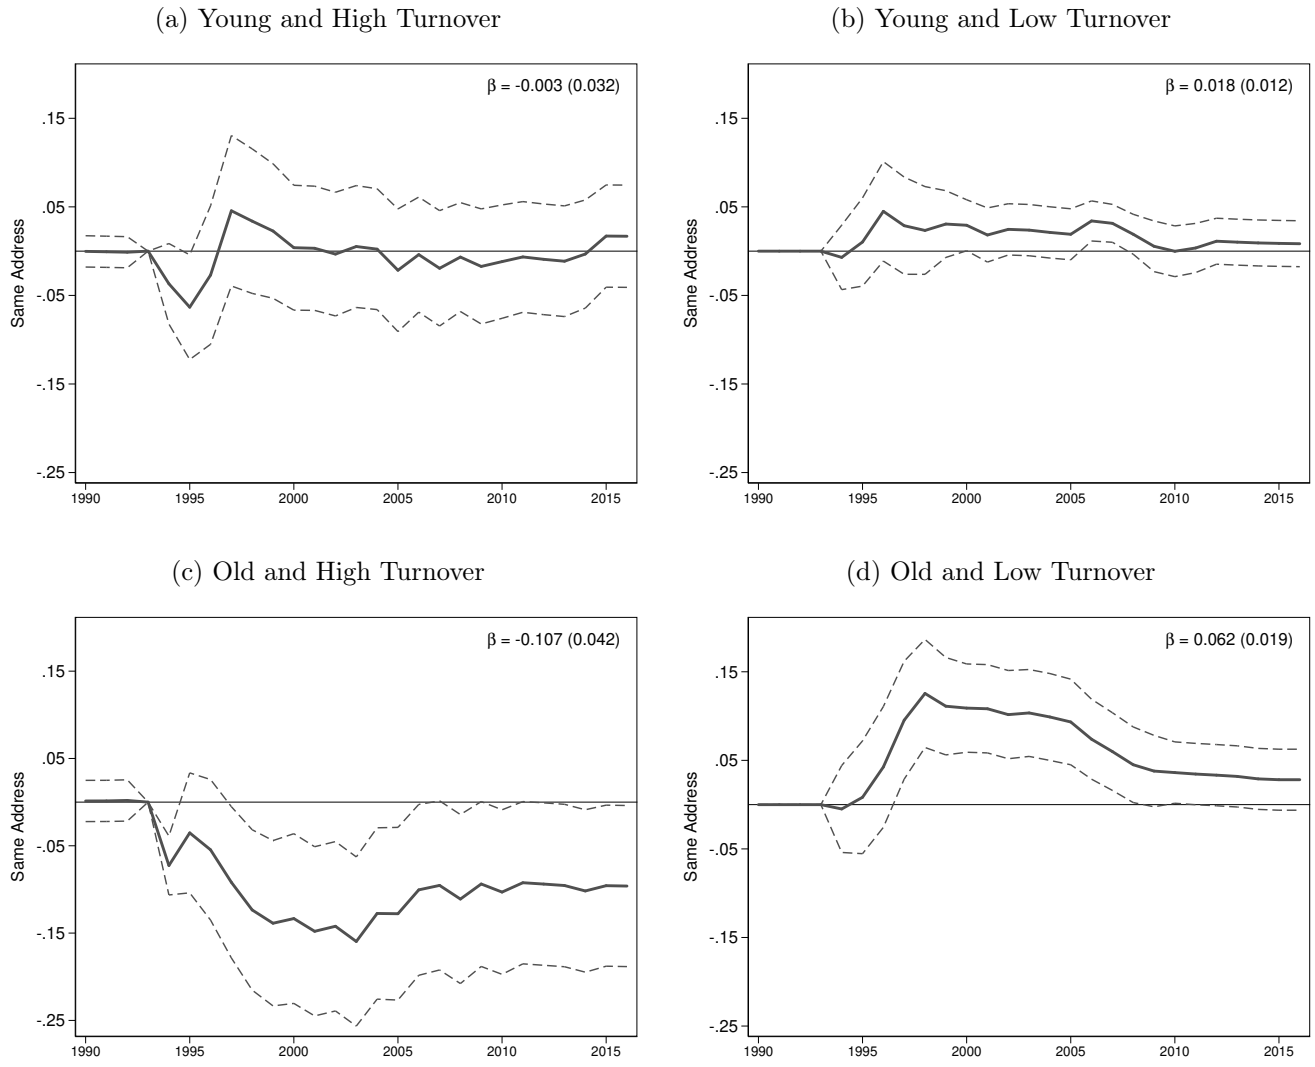 (a) Young and High Turnover
β = -0.003 (0.032)
.15
.05
-.05
-.15
-.25
Same Address
1990 1995 2000 2005 2010 2015
(b) Young and Low Turnover
β = 0.018 (0.012)
.15
.05
-.05
-.15
-.25
Same Address
1990 1995 2000 2005 2010 2015
(c) Old and High Turnover
β = -0.107 (0.042)
.15
.05
-.05
-.15
-.25
Same Address
1990 1995 2000 2005 2010 2015
(d) Old and Low Turnover
β = 0.062 (0.019)
.15
.05
-.05
-.15
-.25
Same Address
1990 1995 2000 2005 2010 2015